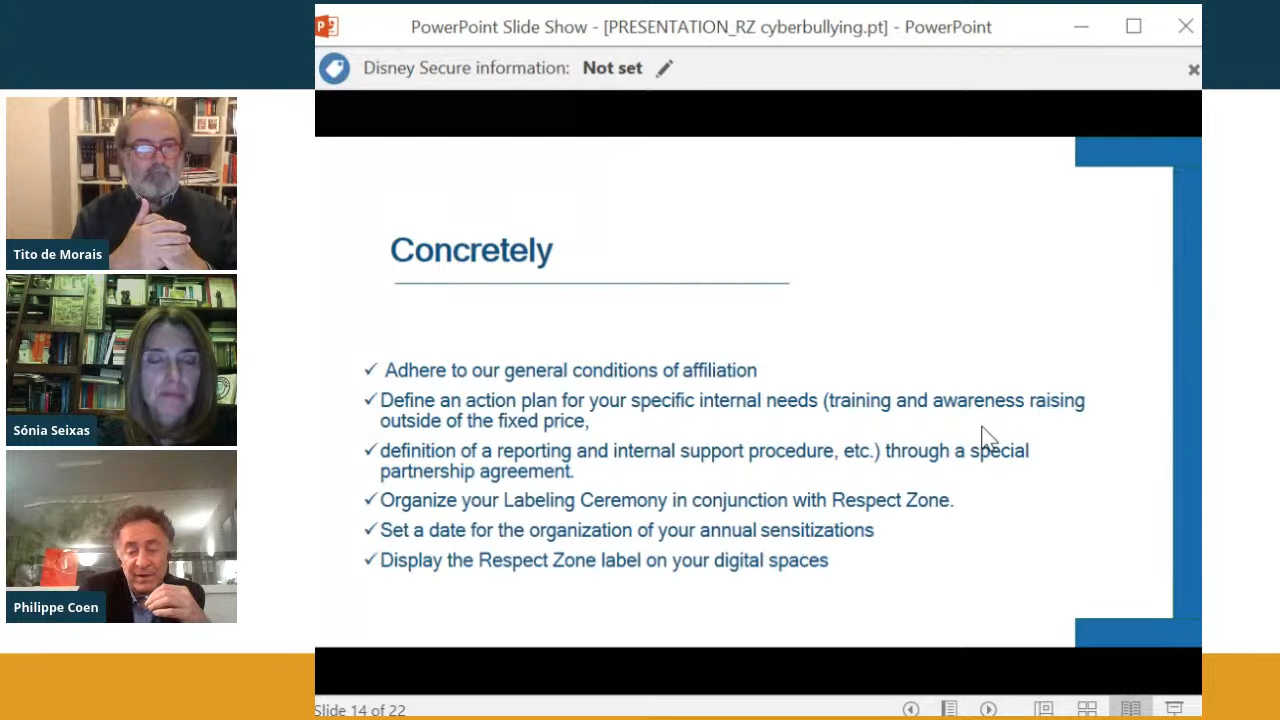 PowerPoint Slide Show - [PRESENTATION_RZ cyberbullying.pt] - PowerPoint
Disney Secure information: Not set
Tito de Morais
Sónia Seixas
Philippe Coen
Concretely
✓ Adhere to our general conditions of affiliation
✓ Define an action plan for your specific internal needs (training and awareness raising
outside of the fixed price,
✓ definition of a reporting and internal support procedure, etc.) through a special
partnership agreement.
✓ Organize your Labeling Ceremony in conjunction with Respect Zone.
✓ Set a date for the organization of your annual sensitizations
✓ Display the Respect Zone label on your digital spaces
Slide 14 of 22